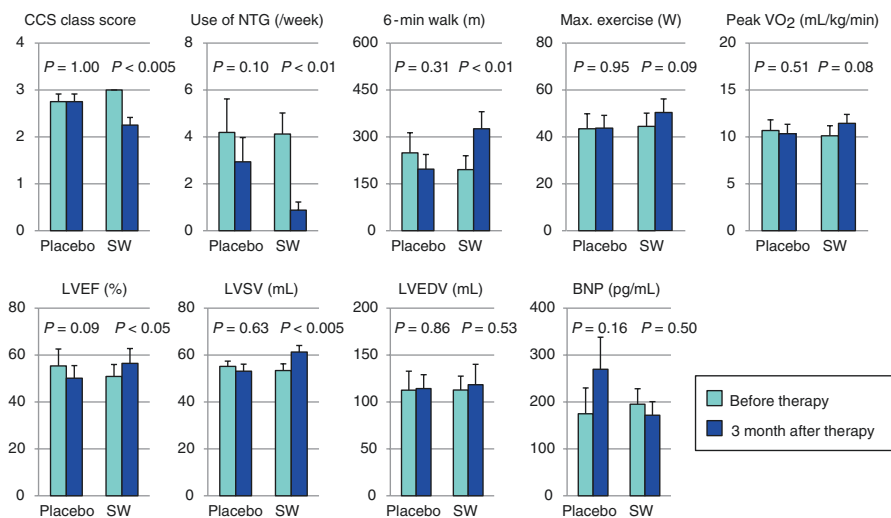 CCS class score
Use of NTG (/week)
6-min walk (m)
Max. exercise (W)
Peak VO2 (mL/kg/min)
4
3
2
1
0
P = 1.00 P < 0.005
Placebo SW
8
6
4
2
0
P = 0.10 P < 0.01
Placebo SW
600
450
300
150
0
P = 0.31 P < 0.01
Placebo SW
80
60
40
20
0
P = 0.95 P = 0.09
Placebo SW
20
15
10
5
0
P = 0.51 P = 0.08
Placebo SW
LVEF (%)
LVSV (mL)
LVEDV (mL)
BNP (pg/mL)
80
60
40
20
0
P = 0.09 P < 0.05
Placebo SW
80
60
40
20
0
P = 0.63 P < 0.005
Placebo SW
200
150
100
50
0
P = 0.86 P = 0.53
Placebo SW
400
300
200
100
0
P = 0.16 P = 0.50
Placebo SW
Before therapy
3 month after therapy